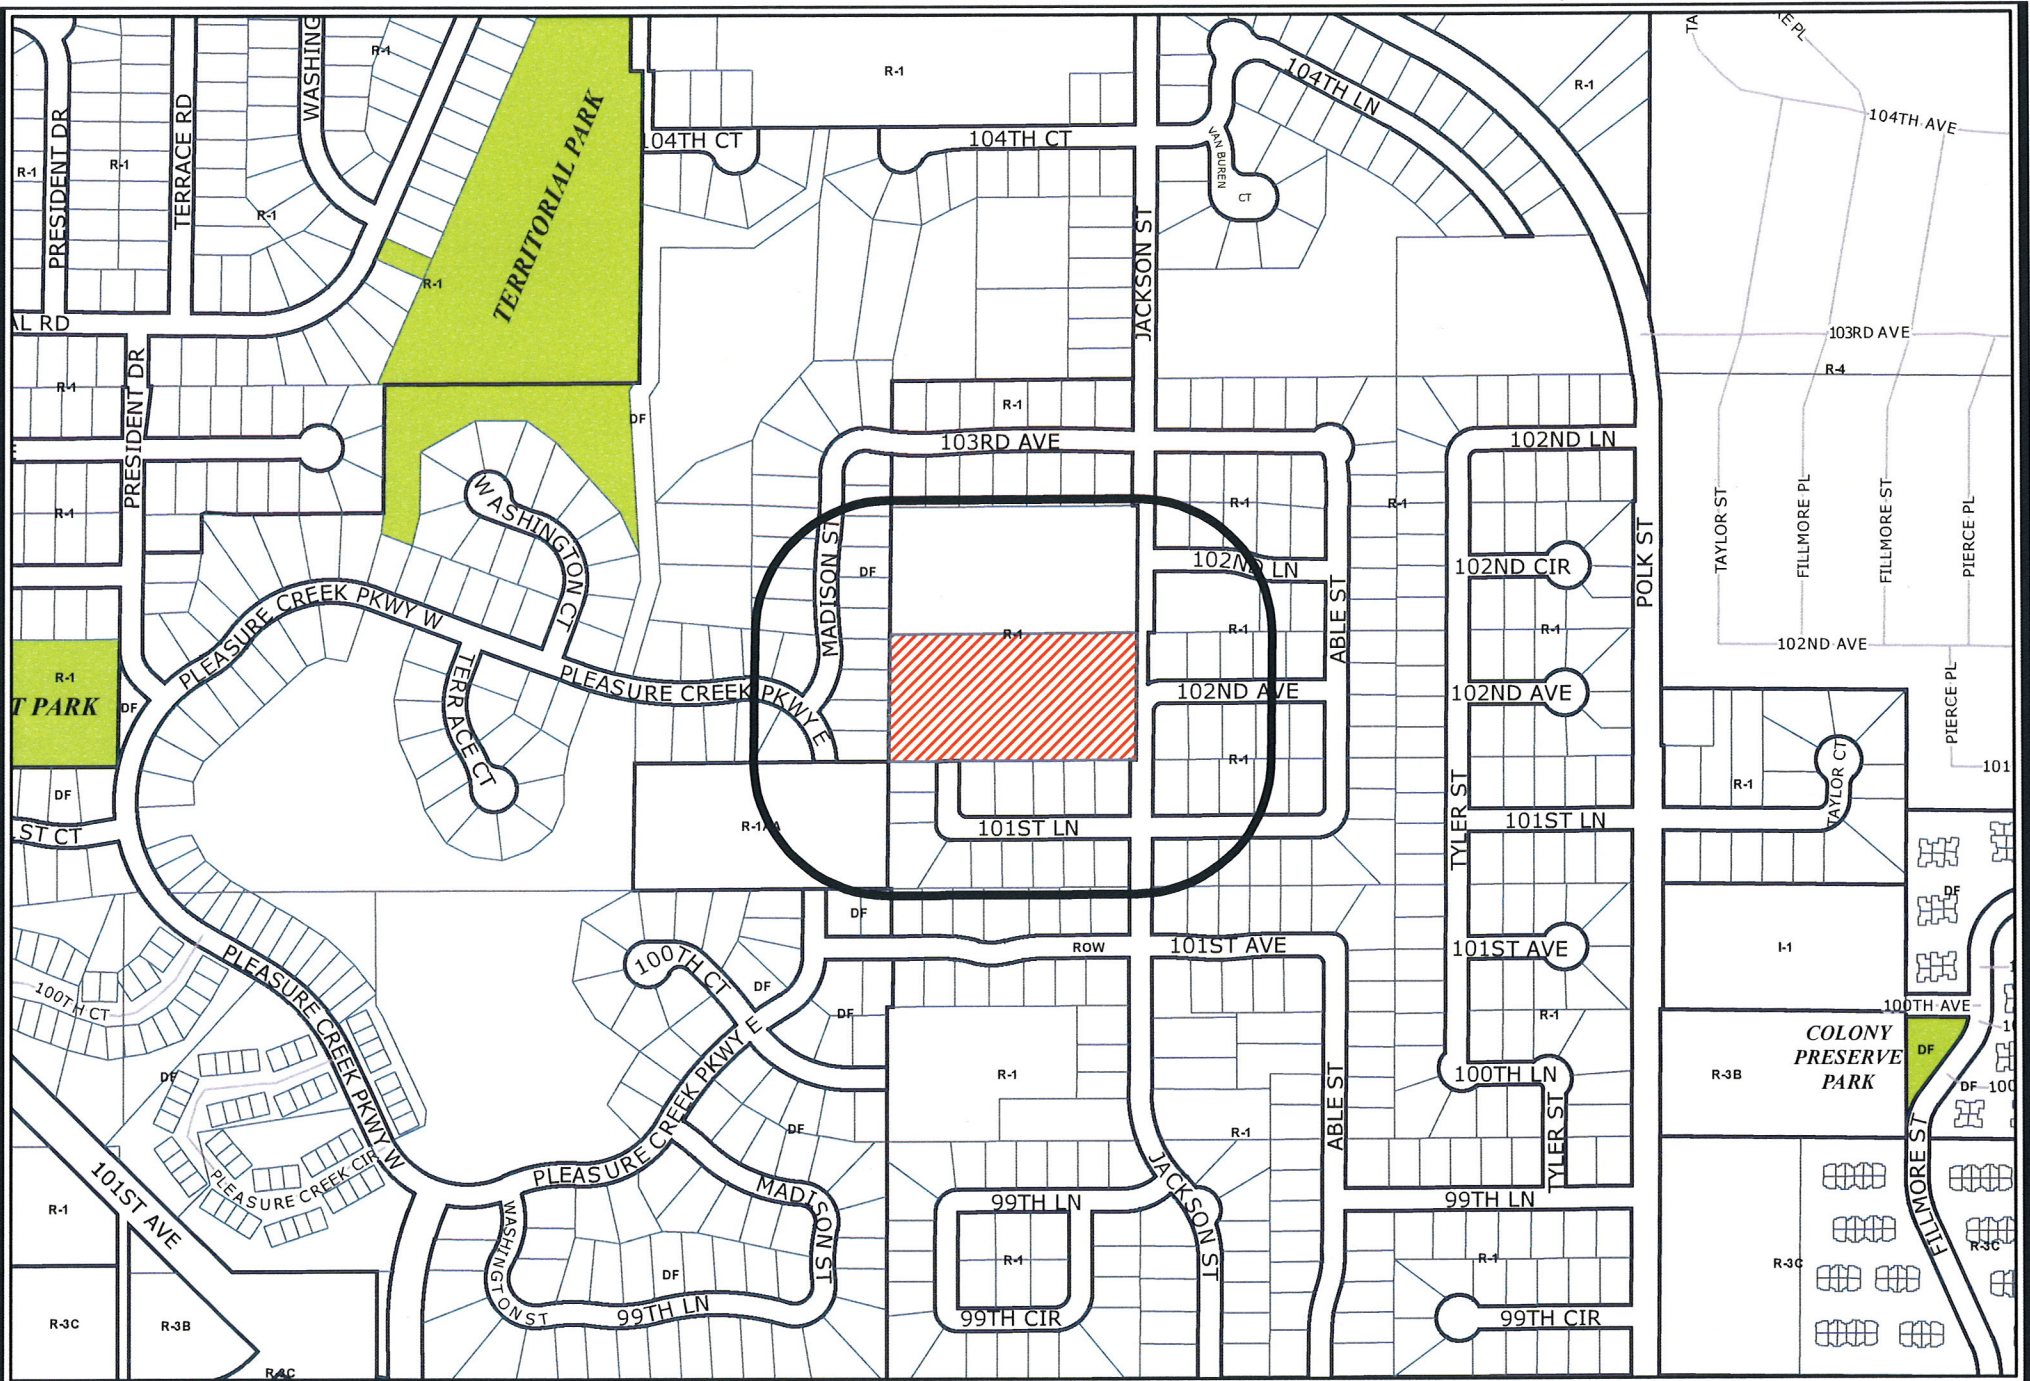 WASHING
R-1
R-1
TA
RE PL
R-1
104TH LN
PRESIDENT DR
TERRACE RD
TERRITORIAL PARK
104TH AVE
104TH CT
104TH CT
VAN BUREN
CT
R-1
R-1
R-1
R-1
JACKSON ST
AL RD
103RD AVE
R-4
R-1
PRESIDENT DR
R-1
DF
103RD AVE
102ND LN
E
WASHINGTON CT
R-1
R-1
R-1
MADISON ST
DF
102ND LN
ABLE ST
102ND CIR
POLK ST
TAYLOR ST
FILLMORE PL
FILLMORE ST
PIERCE PL
PLEASURE CREEK PKWY W
R-1
R-1
R-1
102ND AVE
R-1
T PARK
DF
TERRACE CT
PLEASURE CREEK PKWY E
102ND AVE
102ND AVE
PIERCE PL
101
R-1
TAYLOR CT
R-1
DF
ST CT
R-1AA
101ST LN
TYLER ST
101ST LN
DF
DF
ROW
101ST AVE
101ST AVE
I-1
PLEASURE CREEK PKWY W
100TH CT
100TH CT
DF
DF
R-1
100TH AVE
COLONY
PRESERVE
PARK
DF
PLEASURE CREEK PKWY E
R-1
100TH LN
R-3B
DF
100
DF
DF
R-1
ABLE ST
TYLER ST
FILLMORE ST
101ST AVE
PLEASURE CREEK CIR
MADISON ST
99TH LN
JACKSON ST
99TH LN
R-1
WASHINGTON ST
DF
R-1
R-1
R-3C
R-3C
99TH LN
99TH CIR
99TH CIR
R-3C
R-3B
R-3C